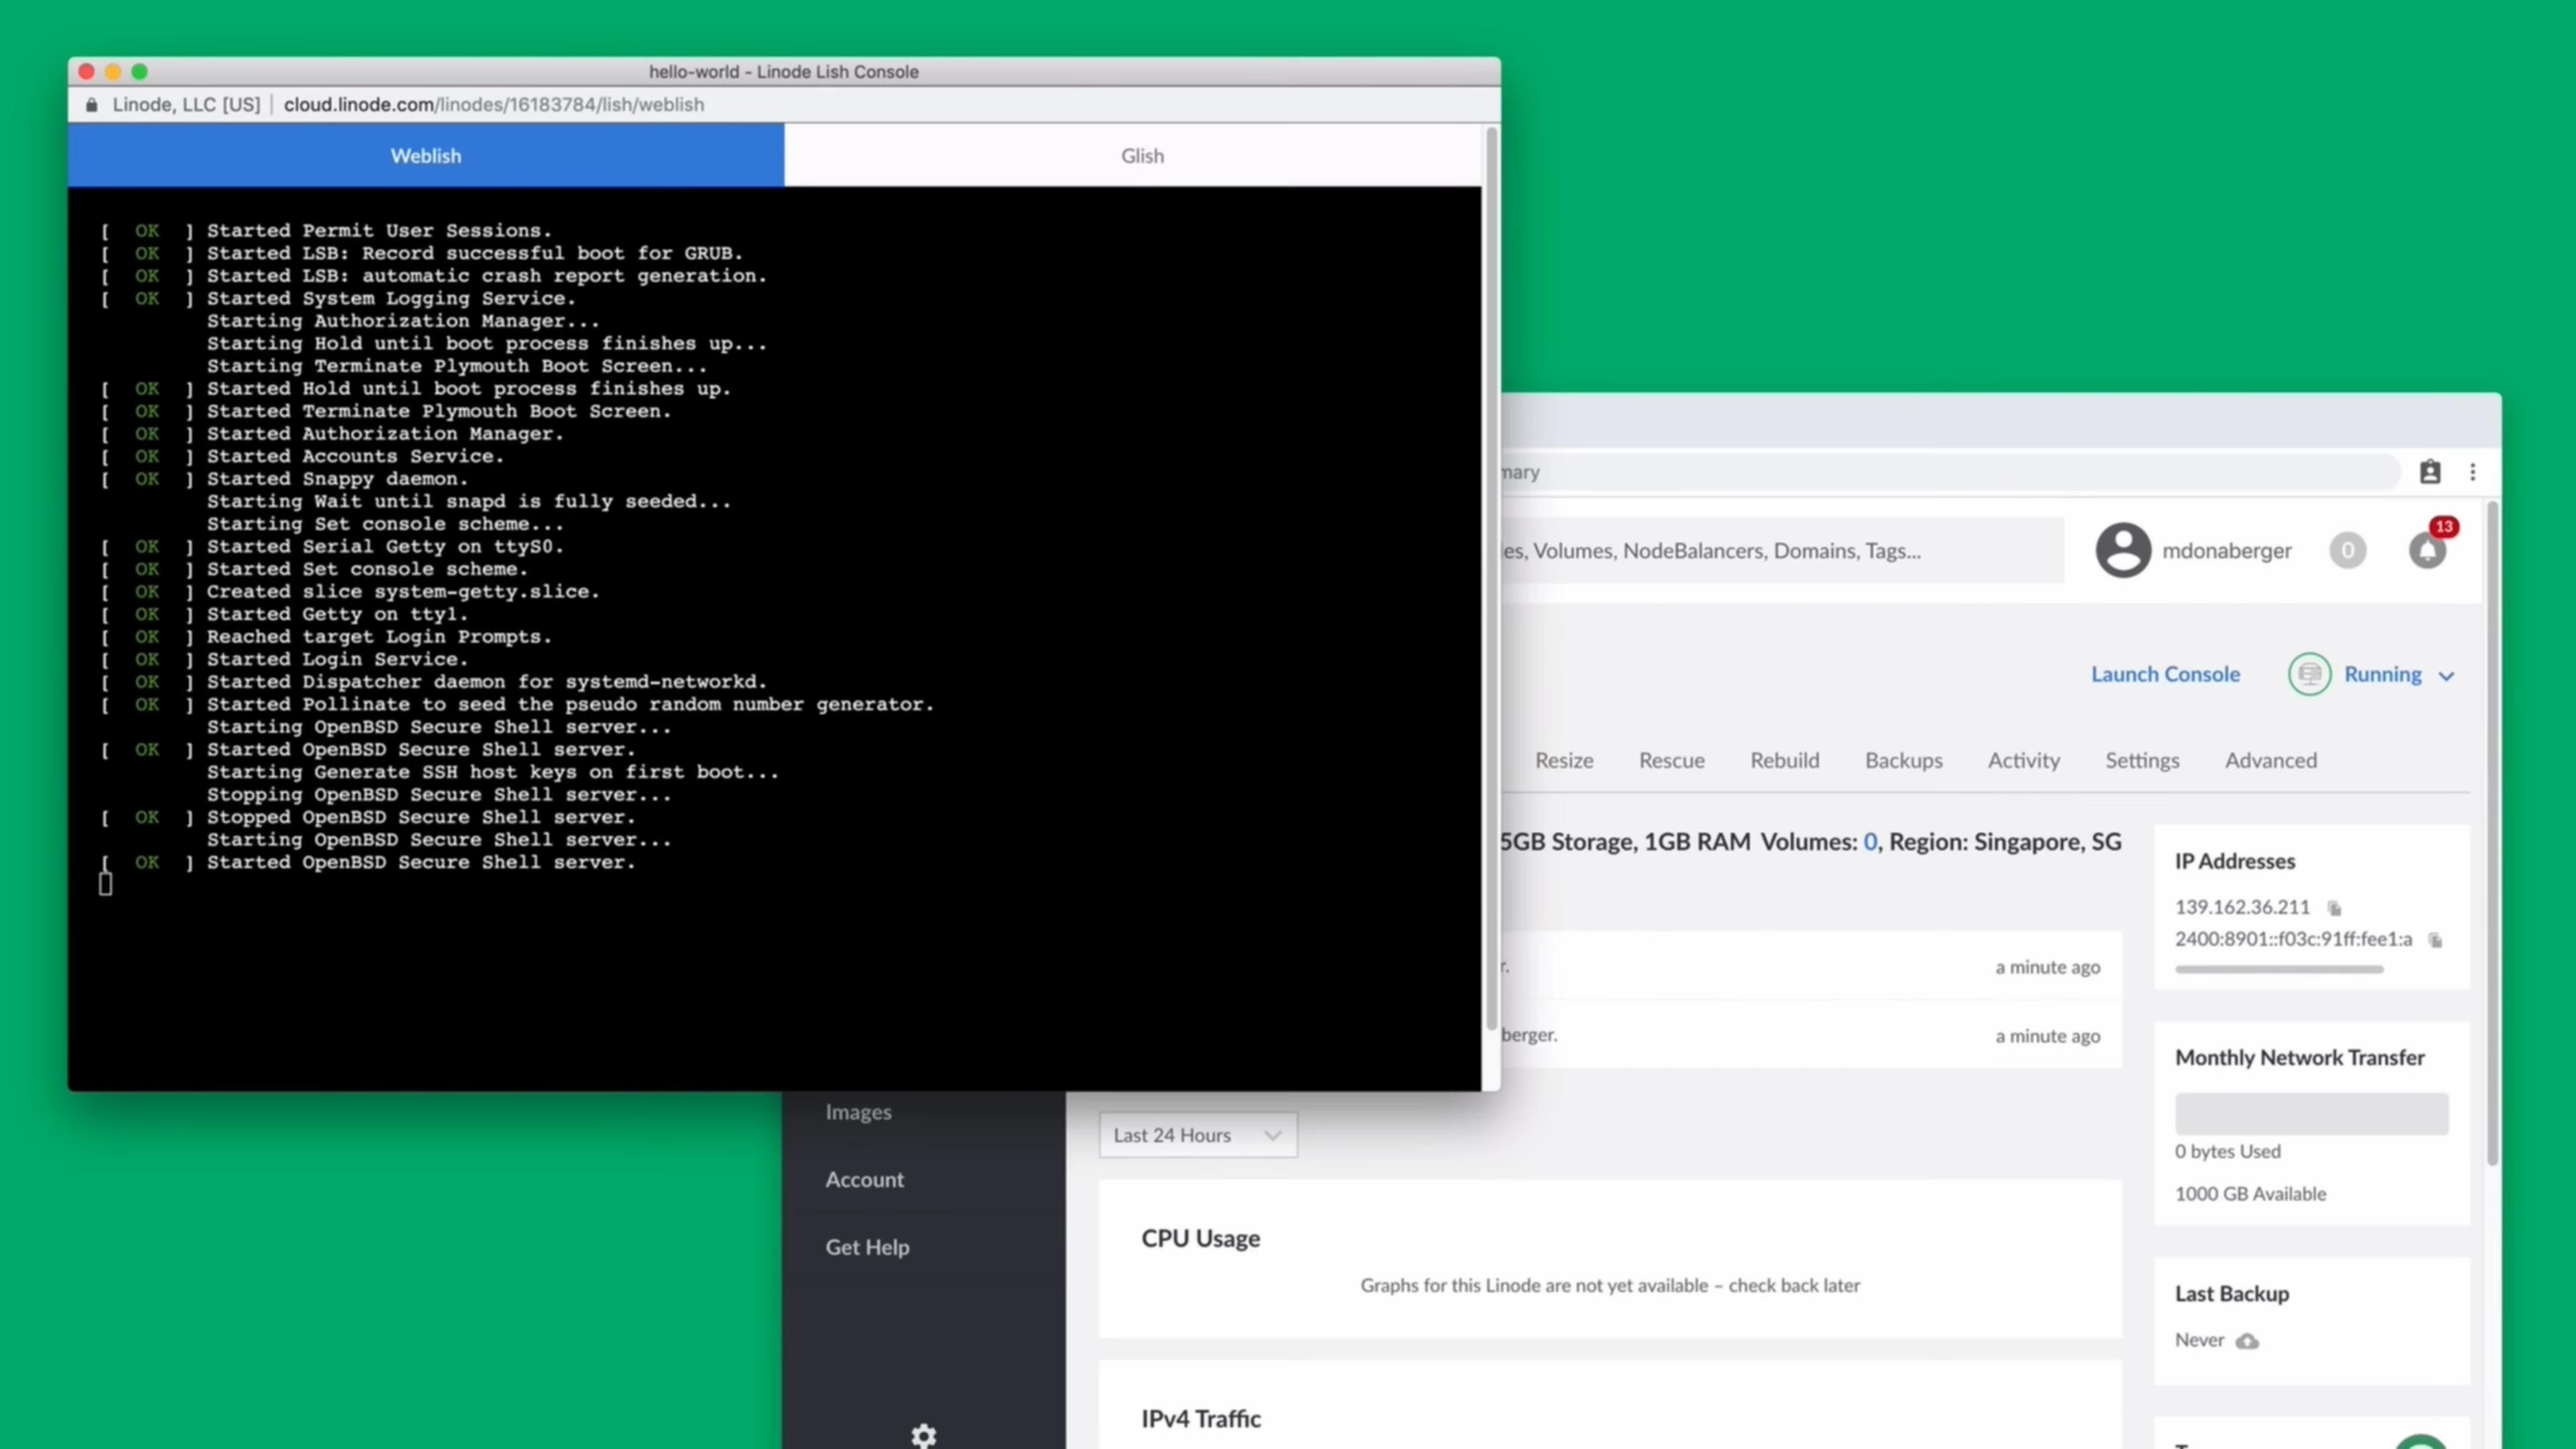 hello-world - Linode Lish Console
Linode, LLC [US] | cloud.linode.com/linodes/16183784/lish/weblish
Weblish
Glish
[ OK ] Started Permit User Sessions.
[ OK ] Started LSB: Record successful boot for GRUB.
[ OK ] Started LSB: automatic crash report generation.
[ OK ] Started System Logging Service.
Starting Authorization Manager...
Starting Hold until boot process finishes up...
Starting Terminate Plymouth Boot Screen...
[ OK ] Started Hold until boot process finishes up.
[ OK ] Started Terminate Plymouth Boot Screen.
[ OK ] Started Authorization Manager.
[ OK ] Started Accounts Service.
[ OK ] Started Snappy daemon.
Starting Wait until snapd is fully seeded...
Starting Set console scheme...
[ OK ] Started Serial Getty on ttyS0.
[ OK ] Started Set console scheme.
[ OK ] Created slice system-getty.slice.
[ OK ] Started Getty on tty1.
[ OK ] Reached target Login Prompts.
[ OK ] Started Login Service.
[ OK ] Started Dispatcher daemon for systemd-networkd.
[ OK ] Started Pollinate to seed the pseudo random number generator.
Starting OpenBSD Secure Shell server...
[ OK ] Started OpenBSD Secure Shell server.
Starting Generate SSH host keys on first boot...
Stopping OpenBSD Secure Shell server...
[ OK ] Stopped OpenBSD Secure Shell server.
Starting OpenBSD Secure Shell server...
[ OK ] Started OpenBSD Secure Shell server.
mary
es, Volumes, NodeBalancers, Domains, Tags...
mdonaberger
0
13
Launch Console
Running
Resize Rescue Rebuild Backups Activity Settings Advanced
5GB Storage, 1GB RAM Volumes: 0, Region: Singapore, SG
r.
a minute ago
berger.
a minute ago
IP Addresses
139.162.36.211
2400:8901::f03c:91ff:fee1:a
Monthly Network Transfer
0 bytes Used
1000 GB Available
Last Backup
Never
Images
Account
Get Help
Last 24 Hours
CPU Usage
Graphs for this Linode are not yet available – check back later
IPv4 Traffic